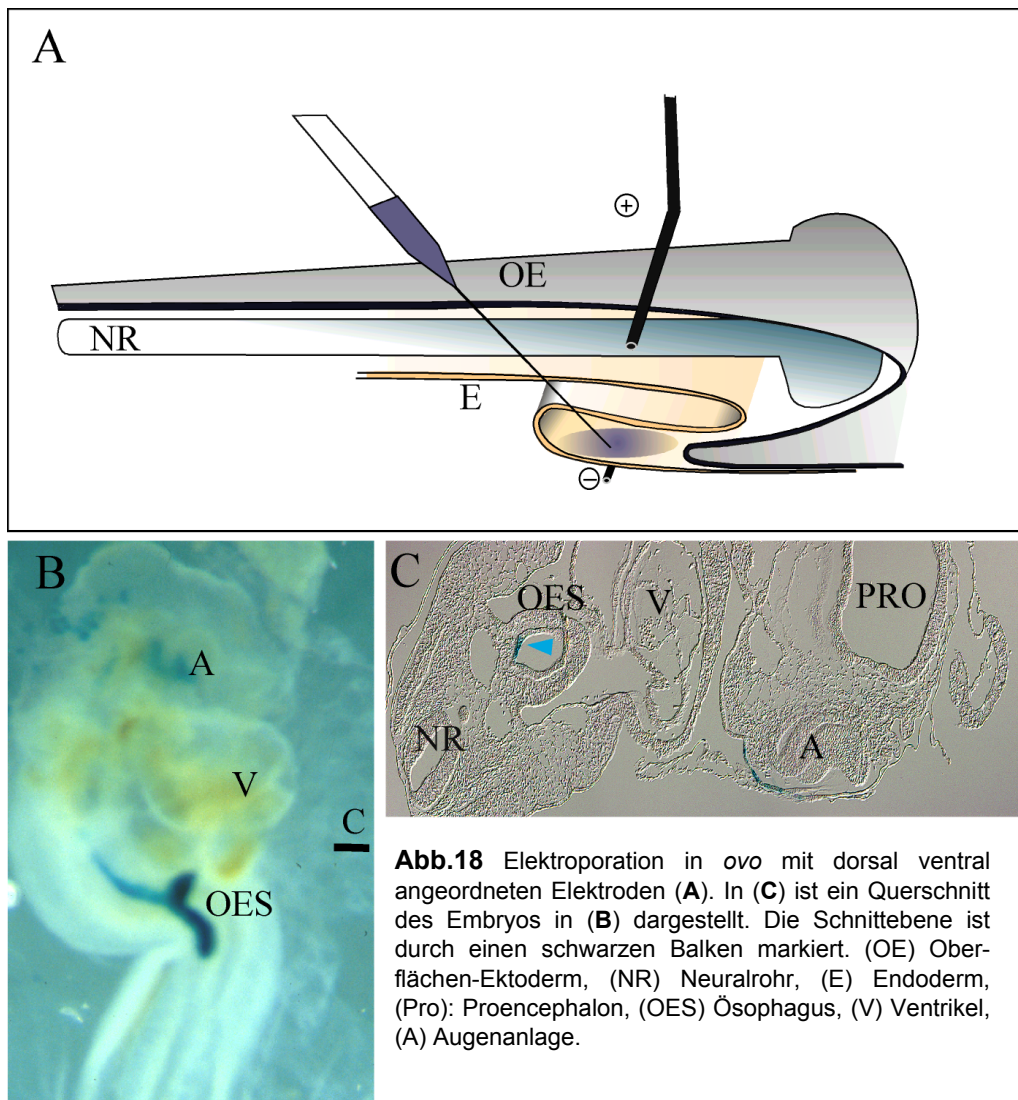 A
⊕
OE
NR
E
⊖
B
A
V
C
OES
C
OES
V
PRO
NR
A
Abb.18 Elektroporation in ovo mit dorsal ventral
angeordneten Elektroden (A). In (C) ist ein Querschnitt
des Embryos in (B) dargestellt. Die Schnittebene ist
durch einen schwarzen Balken markiert. (OE) Ober-
flächen-Ektoderm, (NR) Neuralrohr, (E) Endoderm,
(Pro): Proencephalon, (OES) Ösophagus, (V) Ventrikel,
(A) Augenanlage.